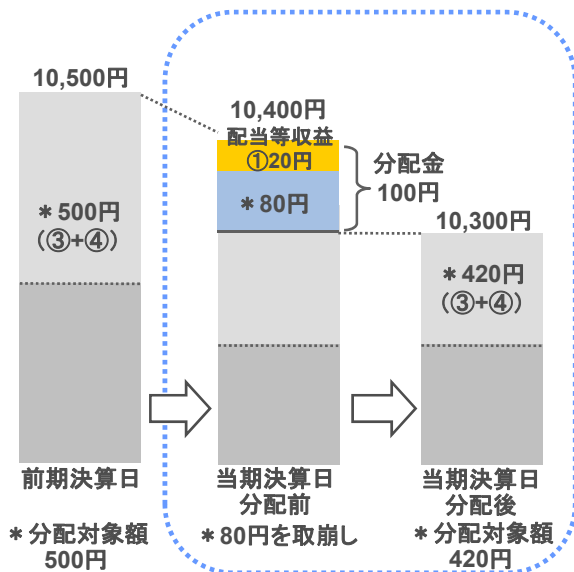 10,500円
＊500円
（③+④）
前期決算日
＊分配対象額
500円
10,400円
配当等収益
①20円
＊80円
分配金
100円
当期決算日
分配前
＊80円を取崩し
10,300円
＊420円
（③+④）
当期決算日
分配後
＊分配対象額
420円